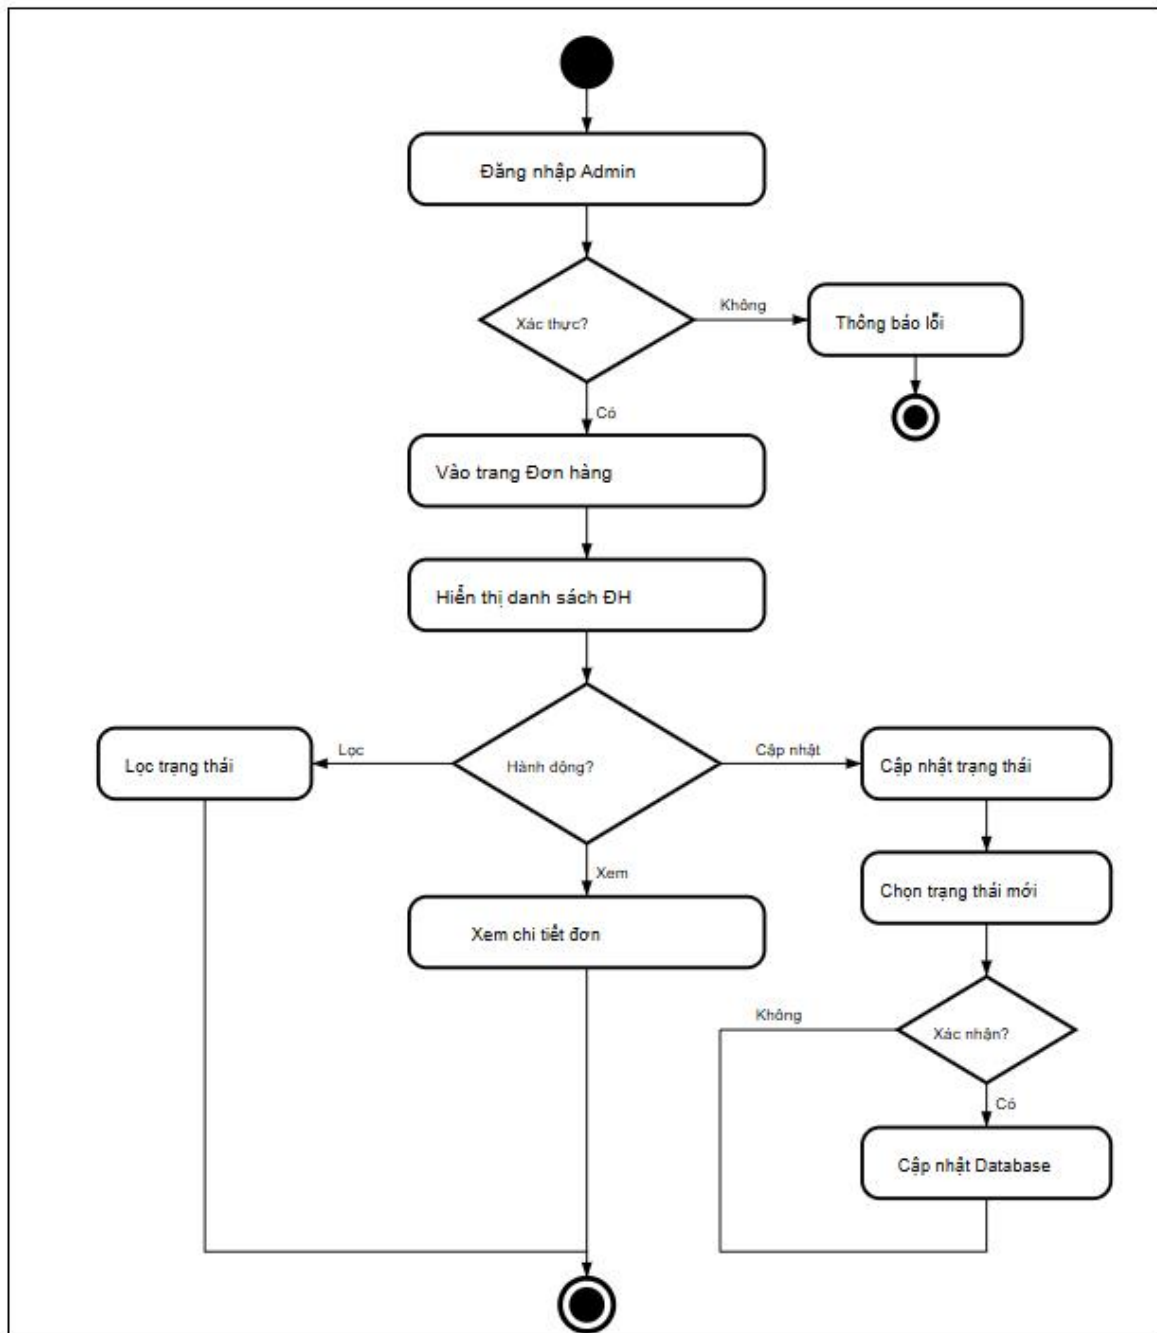 Đăng nhập Admin
Xác thực?
Không
Thông báo lỗi
Có
Vào trang Đơn hàng
Hiển thị danh sách ĐH
Lọc trạng thái
Lọc
Hành động?
Cập nhật
Cập nhật trạng thái
Xem
Chọn trạng thái mới
Xem chi tiết đơn
Không
Xác nhận?
Có
Cập nhật Database